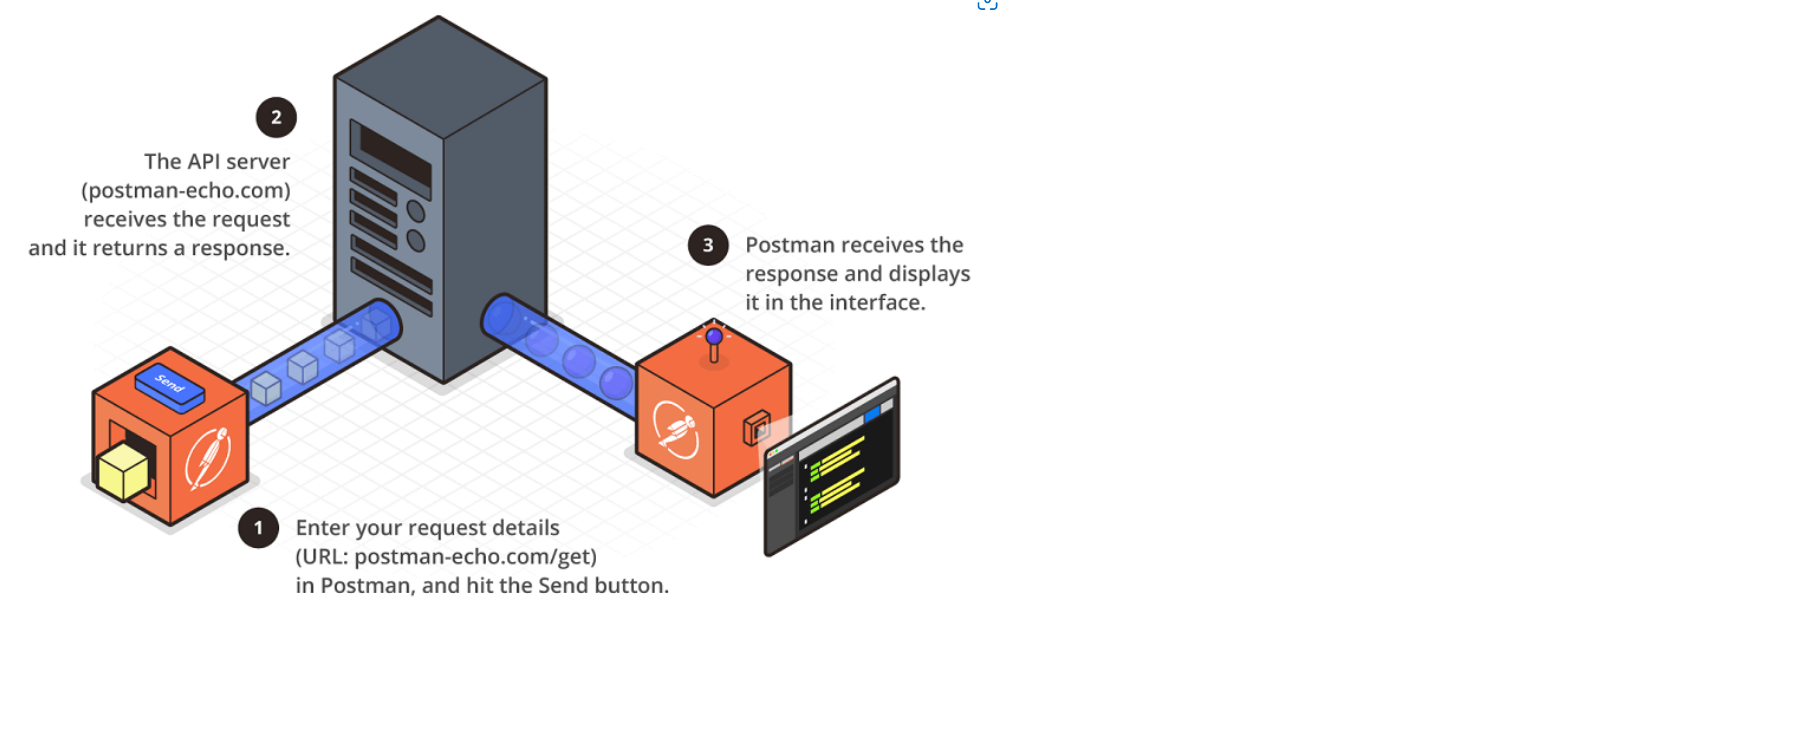 2
The API server
(postman-echo.com)
receives the request
and it returns a response.
3
Postman receives the
response and displays
it in the interface.
Send
1
Enter your request details
(URL: postman-echo.com/get)
in Postman, and hit the Send button.